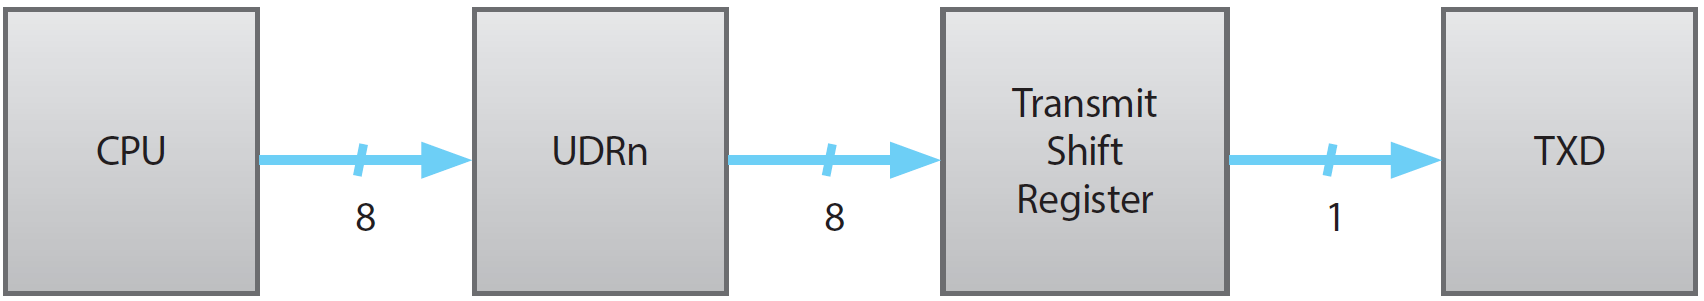 CPU
8
UDRn
8
Transmit
Shift
Register
1
TXD